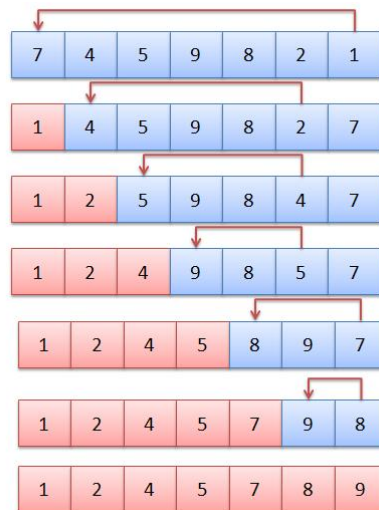 7 4 5 9 8 2 1
1 4 5 9 8 2 7
1 2 5 9 8 4 7
1 2 4 9 8 5 7
1 2 4 5 8 9 7
1 2 4 5 7 9 8
1 2 4 5 7 8 9